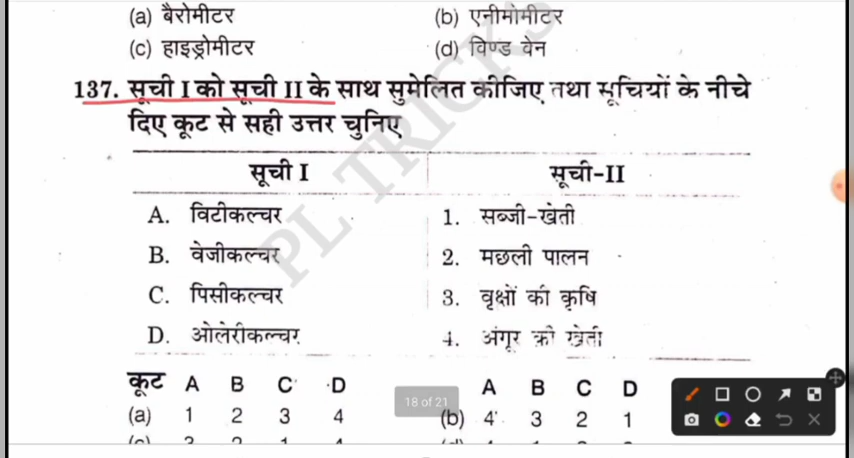 (a) बैरोमीटर (b) एनीमोमीटर
(c) हाइड्रोमीटर (d) विण्ड वेन
137. सूची I को सूची II के साथ सुमेलित कीजिए तथा सूचियों के नीचे
दिए कूट से सही उत्तर चुनिए
सूची I सूची-II
A. विटीकल्चर 1. सब्जी-खेती
B. वेजीकल्चर 2. मछली पालन
C. पिसीकल्चर 3. वृक्षों की कृषि
D. ओलेरीकल्चर 4. अंगूर की खेती
कूट A B C D A B C D
(a) 1 2 3 4 (b) 4 3 2 1
18 of 21
PL TRICKS